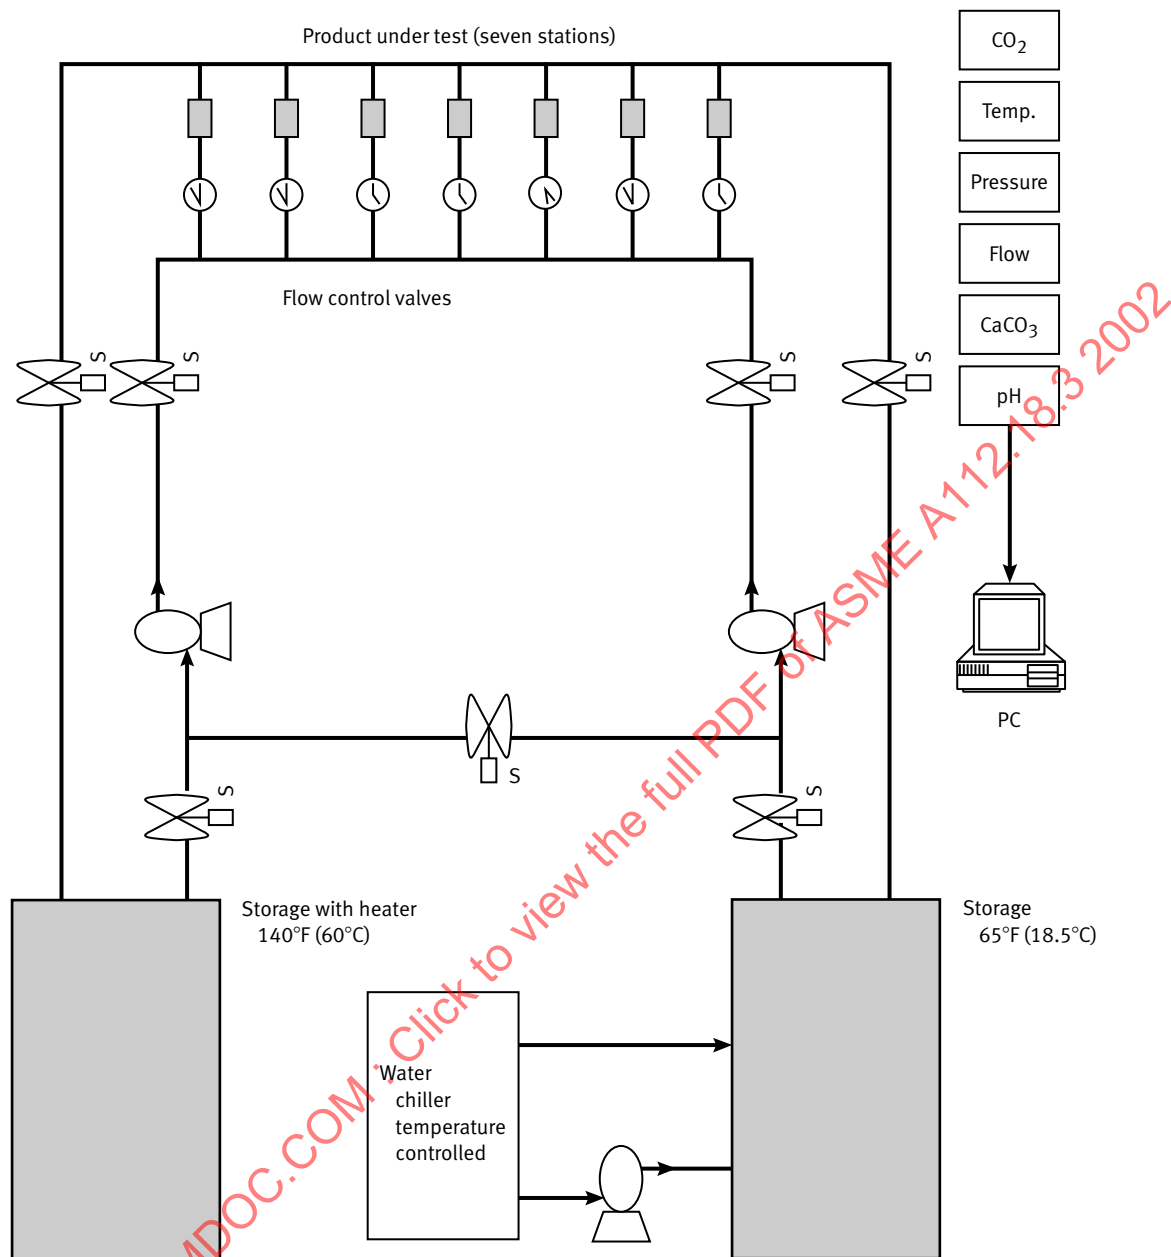 Product under test (seven stations)
CO2
Temp.
Pressure
Flow
CaCO3
pH
Flow control valves
S
S
S
S
PC
S
S
S
Storage with heater
140°F (60°C)
Storage
65°F (18.5°C)
Water
chiller
temperature
controlled
MDOC.COM : Click to view the full PDF of ASME A112.18.3 2002